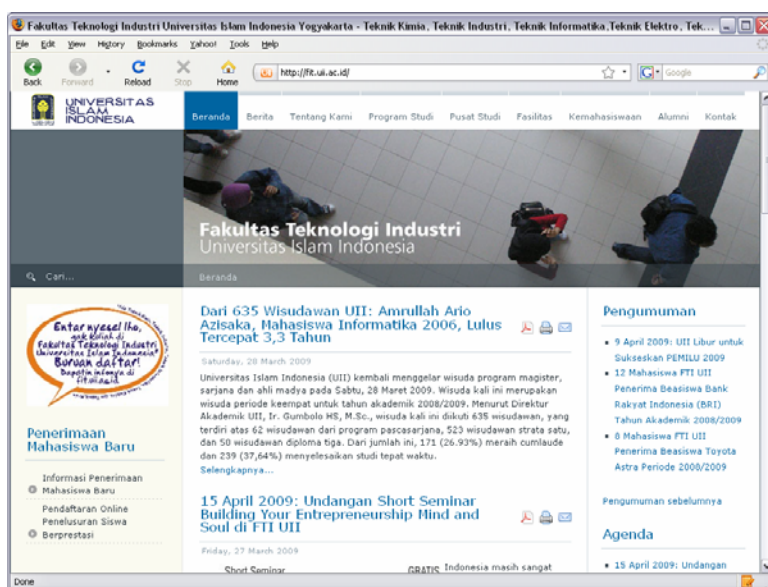 Fakultas Teknologi Industri Universitas Islam Indonesia Yogyakarta - Teknik Kimia, Teknik Industri, Teknik Informatika,Teknik Elektro, Tek...
File Edit View History Bookmarks Yahoo! Tools Help
Back Forward Reload Stop Home
http://fit.uii.ac.id/
Google
UNIVERSITAS
ISLAM
INDONESIA
Beranda Berita Tentang Kami Program Studi Pusat Studi Fasilitas Kemahasiswaan Alumni Kontak
Fakultas Teknologi Industri
Universitas Islam Indonesia
Cari...
Beranda
Entar nyesel lho,
gak kuliah di
Fakultas Teknologi Industri
Universitas Islam Indonesia!
Buruan daftar!
Dapatin infonya di
fit.uii.ac.id
Penerimaan
Mahasiswa Baru
Informasi Penerimaan
Mahasiswa Baru
Pendaftaran Online
Penelusuran Siswa
Berprestasi
Dari 635 Wisudawan UII: Amrullah Ario
Azisaka, Mahasiswa Informatika 2006, Lulus
Tercepat 3,3 Tahun
Saturday, 28 March 2009
Universitas Islam Indonesia (UII) kembali menggelar wisuda program magister,
sarjana dan ahli madya pada Sabtu, 28 Maret 2009. Wisuda kali ini merupakan
wisuda periode keempat untuk tahun akademik 2008/2009. Menurut Direktur
Akademik UII, Ir. Gumbolo HS, M.Sc., wisuda kali ini diikuti 635 wisudawan, yang
terdiri atas 62 wisudawan dari program pascasarjana, 523 wisudawan strata satu,
dan 50 wisudawan diploma tiga. Dari jumlah ini, 171 (26.93%) meraih cumlaude
dan 239 (37,64%) menyelesaikan studi tepat waktu.
Selengkapnya...
15 April 2009: Undangan Short Seminar
Building Your Entrepreneurship Mind and
Soul di FTI UII
Friday, 27 March 2009
Short Seminar GRATIS Indonesia masih sangat
Pengumuman
9 April 2009: UII Libur untuk
Sukseskan PEMILU 2009
12 Mahasiswa FTI UII
Penerima Beasiswa Bank
Rakyat Indonesia (BRI)
Tahun Akademik 2008/2009
8 Mahasiswa FTI UII
Penerima Beasiswa Toyota
Astra Periode 2008/2009
Pengumuman sebelumnya
Agenda
15 April 2009: Undangan
Done